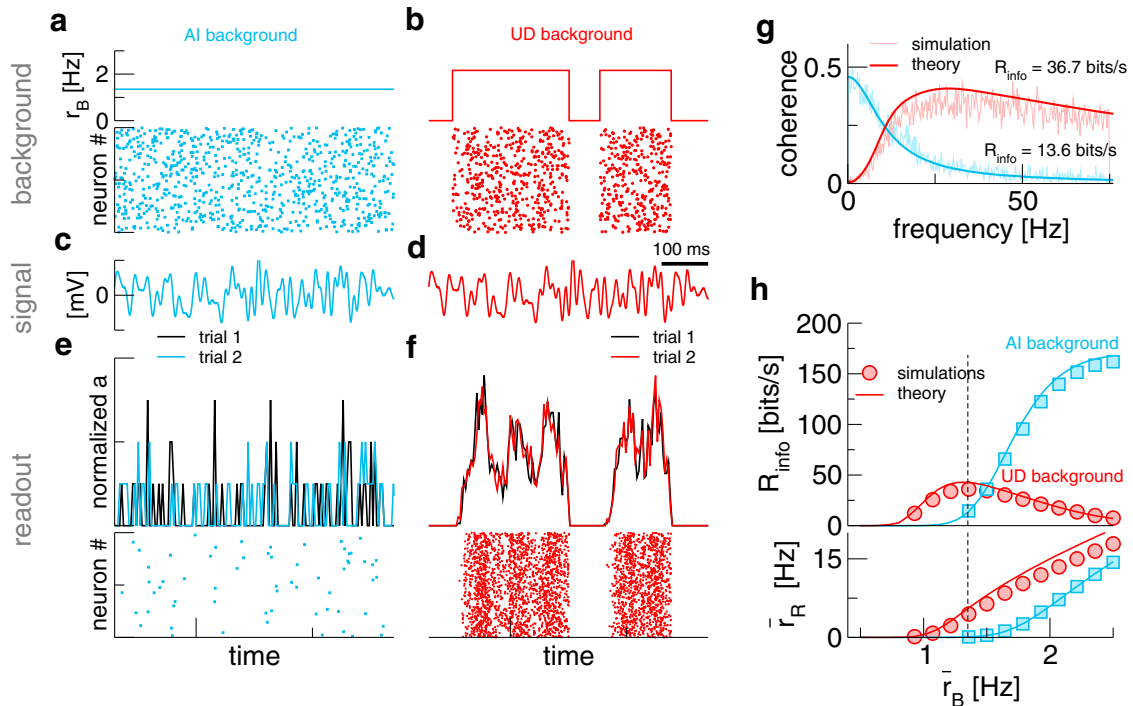 a
AI background
background
r_B [Hz]
2
0
neuron #
b
UD background
c
signal
[mV]
0
d
100 ms
e
trial 1
trial 2
readout
normalized a
neuron #
time
f
trial 1
trial 2
time
g
simulation
theory
R_info = 36.7 bits/s
R_info = 13.6 bits/s
coherence
0.5
0
0
50
frequency [Hz]
h
AI background
simulations
theory
UD background
R_info [bits/s]
200
150
100
50
0
r̄_R [Hz]
15
0
1
2
r̄_B [Hz]